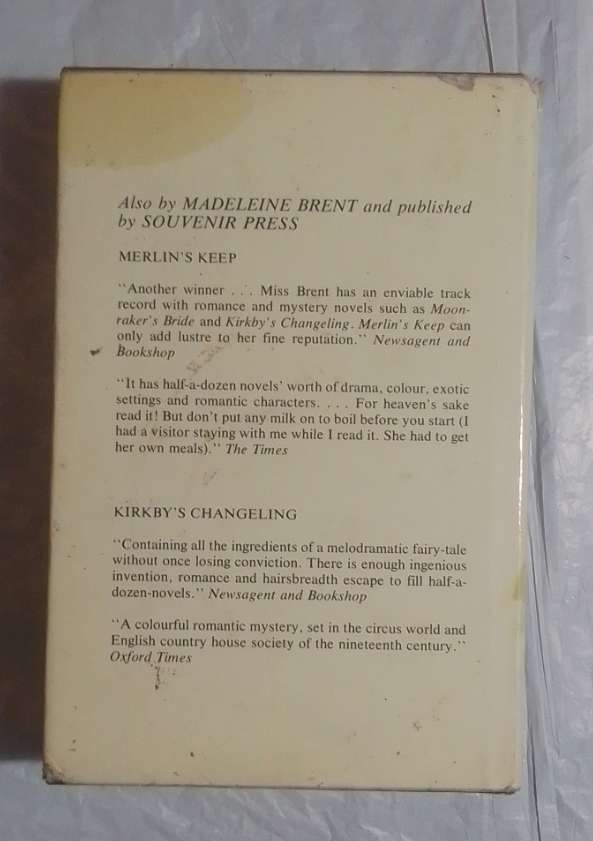 Also by MADELEINE BRENT and published
by SOUVENIR PRESS
MERLIN'S KEEP
"Another winner . . . Miss Brent has an enviable track
record with romance and mystery novels such as Moon-
raker's Bride and Kirkby's Changeling. Merlin's Keep can
only add lustre to her fine reputation." Newsagent and
Bookshop
"It has half-a-dozen novels' worth of drama, colour, exotic
settings and romantic characters. . . . For heaven's sake
read it! But don't put any milk on to boil before you start (I
had a visitor staying with me while I read it. She had to get
her own meals)." The Times
KIRKBY'S CHANGELING
"Containing all the ingredients of a melodramatic fairy-tale
without once losing conviction. There is enough ingenious
invention, romance and hairsbreadth escape to fill half-a-
dozen-novels." Newsagent and Bookshop
"A colourful romantic mystery, set in the circus world and
English country house society of the nineteenth century."
Oxford Times